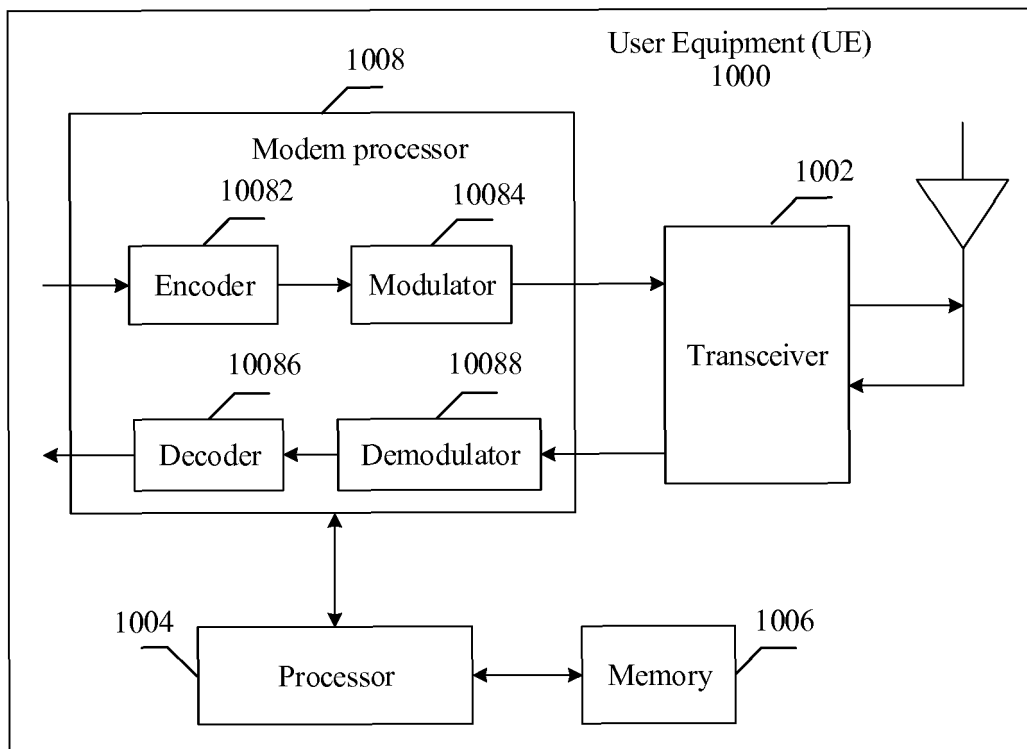 User Equipment (UE)
1000
1008
Modem processor
10082
10084
1002
Encoder
Modulator
Transceiver
10086
10088
Decoder
Demodulator
1004
1006
Processor
Memory